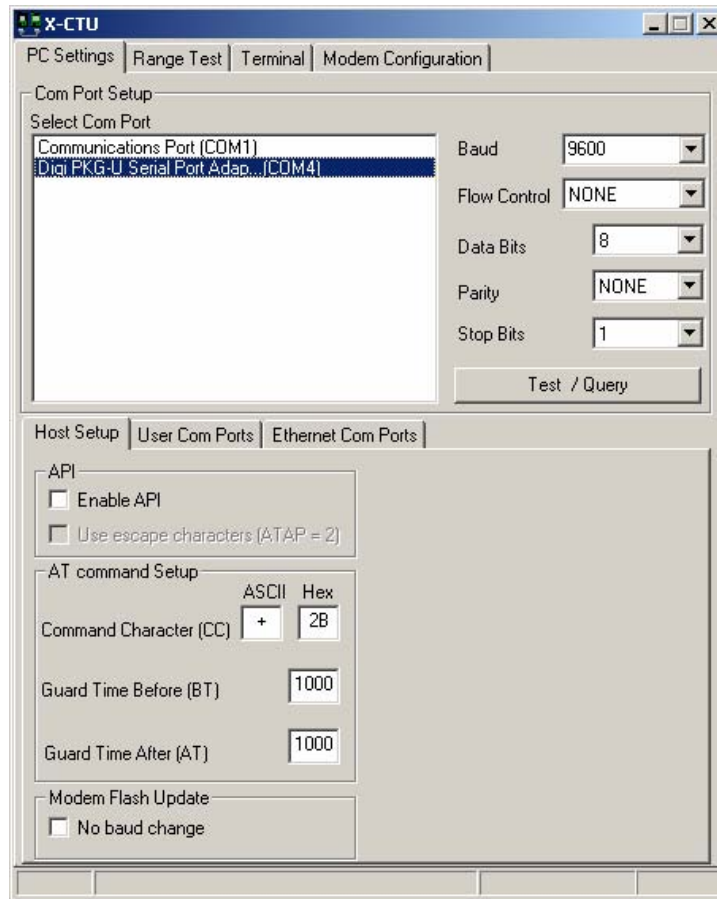 X-CTU
PC Settings Range Test Terminal Modem Configuration
Com Port Setup
Select Com Port
Communications Port (COM1)
Digi PKG-U Serial Port Adap...(COM4)
Baud 9600
Flow Control NONE
Data Bits 8
Parity NONE
Stop Bits 1
Test / Query
Host Setup User Com Ports Ethernet Com Ports
API
Enable API
Use escape characters (ATAP = 2)
AT command Setup
ASCII Hex
Command Character (CC) + 2B
Guard Time Before (BT) 1000
Guard Time After (AT) 1000
Modem Flash Update
No baud change